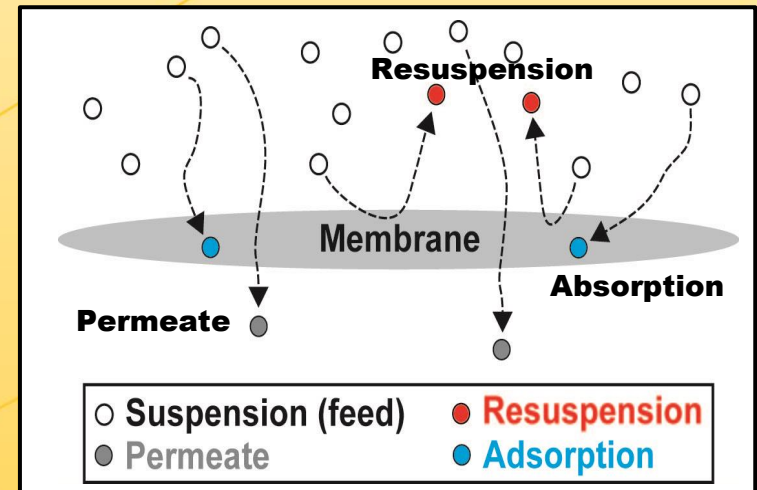 Resuspension
Membrane
Absorption
Permeate
Suspension (feed)
Resuspension
Permeate
Adsorption